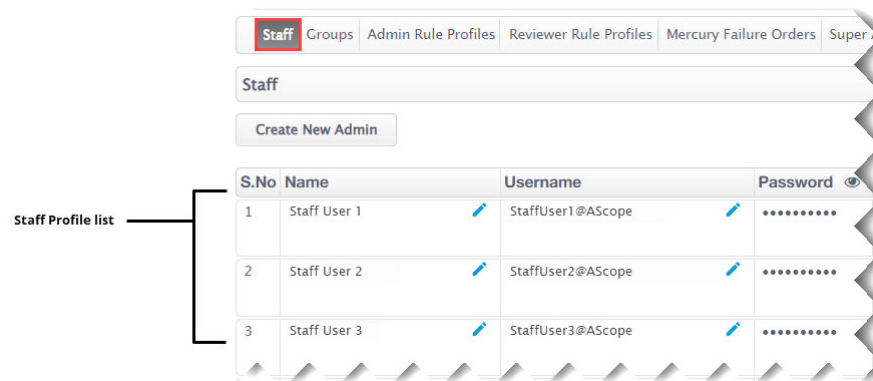 Staff Groups Admin Rule Profiles Reviewer Rule Profiles Mercury Failure Orders Super
Staff
Create New Admin
S.No Name Username Password
Staff Profile list
1 Staff User 1 StaffUser1@AScope ••••••••••
2 Staff User 2 StaffUser2@AScope ••••••••••
3 Staff User 3 StaffUser3@AScope ••••••••••